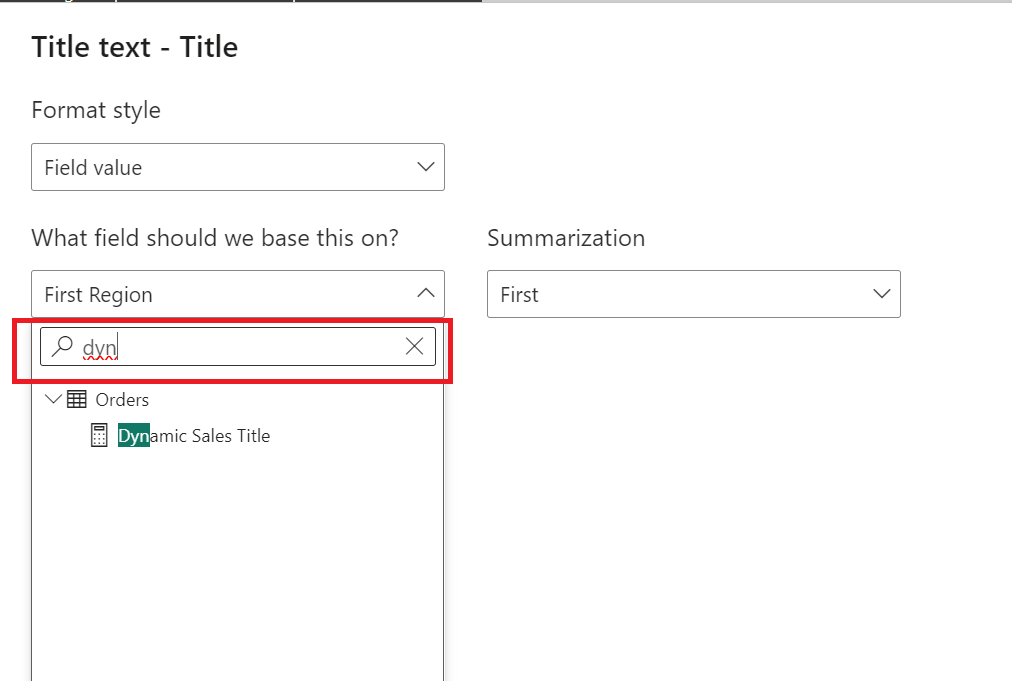 Title text - Title
Format style
Field value
What field should we base this on?
Summarization
First Region
First
dyn
Orders
Dynamic Sales Title